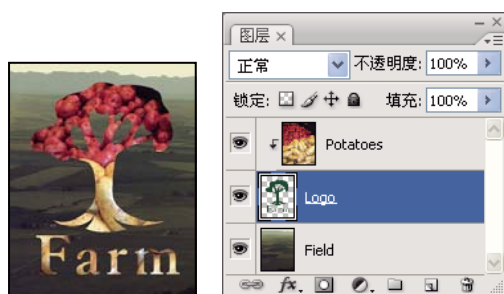 Farm
图层 ×
正常 不透明度: 100%
锁定: 填充: 100%
Potatoes
Logo
Field
fx.